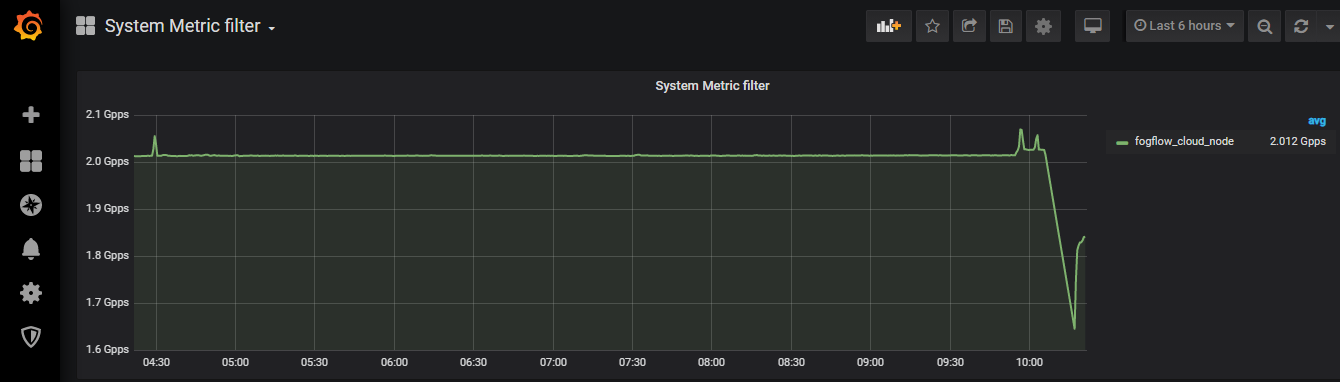 System Metric filter
Last 6 hours
System Metric filter
2.1 Gpps
2.0 Gpps
1.9 Gpps
1.8 Gpps
1.7 Gpps
1.6 Gpps
04:30 05:00 05:30 06:00 06:30 07:00 07:30 08:00 08:30 09:00 09:30 10:00
avg
fogflow_cloud_node 2.012 Gpps